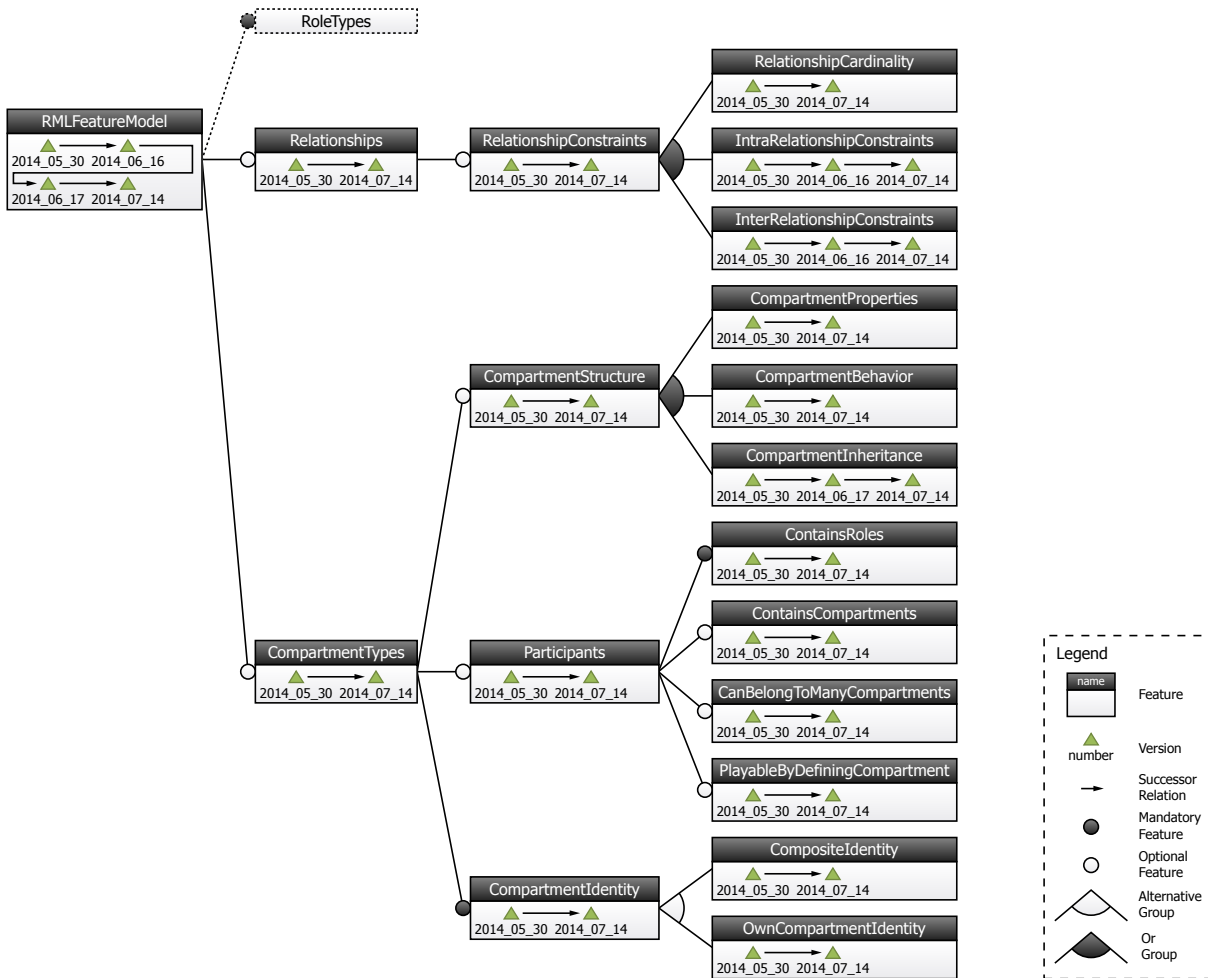 RoleTypes
RelationshipCardinality
2014_05_30 2014_07_14
RMLFeatureModel
2014_05_30 2014_06_16
2014_06_17 2014_07_14
Relationships
2014_05_30 2014_07_14
RelationshipConstraints
2014_05_30 2014_07_14
IntraRelationshipConstraints
2014_05_30 2014_06_16 2014_07_14
InterRelationshipConstraints
2014_05_30 2014_06_16 2014_07_14
CompartmentProperties
2014_05_30 2014_07_14
CompartmentStructure
2014_05_30 2014_07_14
CompartmentBehavior
2014_05_30 2014_07_14
CompartmentInheritance
2014_05_30 2014_06_17 2014_07_14
ContainsRoles
2014_05_30 2014_07_14
ContainsCompartments
2014_05_30 2014_07_14
CompartmentTypes
2014_05_30 2014_07_14
Participants
2014_05_30 2014_07_14
CanBelongToManyCompartments
2014_05_30 2014_07_14
PlayableByDefiningCompartment
2014_05_30 2014_07_14
CompositeIdentity
2014_05_30 2014_07_14
CompartmentIdentity
2014_05_30 2014_07_14
OwnCompartmentIdentity
2014_05_30 2014_07_14
Legend
name
Feature
number
Version
Successor
Relation
Mandatory
Feature
Optional
Feature
Alternative
Group
Or
Group